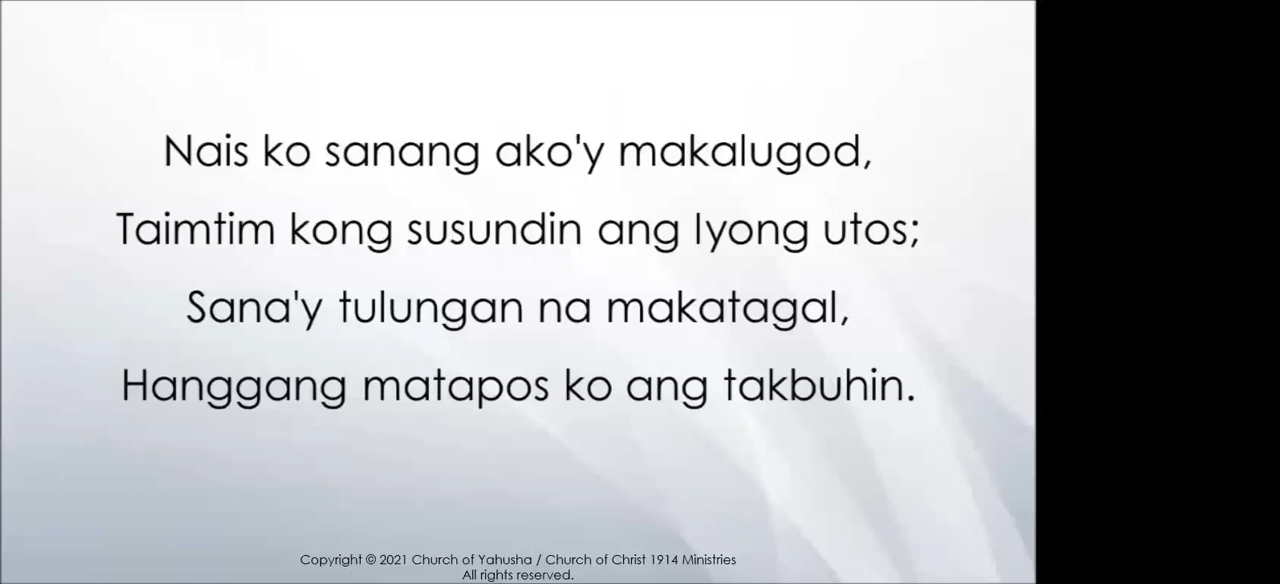 Nais ko sanang ako'y makalugod,
Taimtim kong susundin ang Iyong utos;
Sana'y tulungan na makatagal,
Hanggang matapos ko ang takbuhin.
Copyright © 2021 Church of Yahusha / Church of Christ 1914 Ministries
All rights reserved.